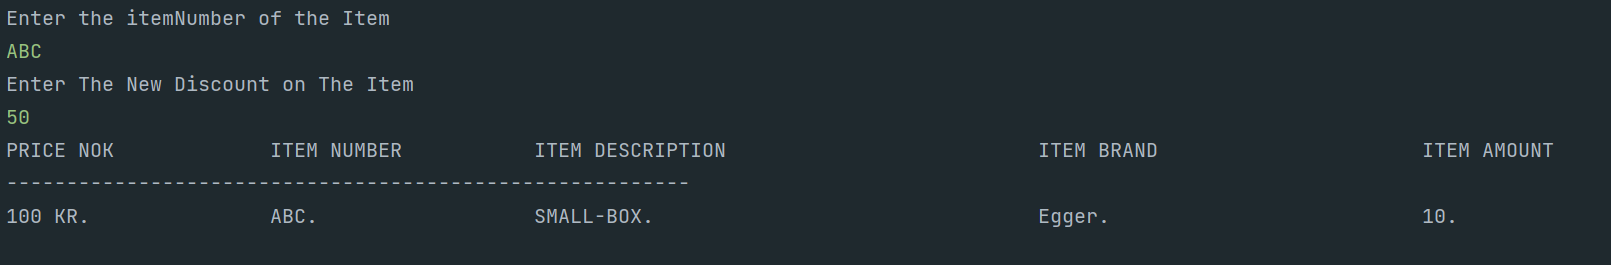 Enter the itemNumber of the Item
ABC
Enter The New Discount on The Item
50
PRICE NOK             ITEM NUMBER           ITEM DESCRIPTION                          ITEM BRAND                      ITEM AMOUNT
---------------------------------------------------------
100 KR.               ABC.                  SMALL-BOX.                                Egger.                          10.